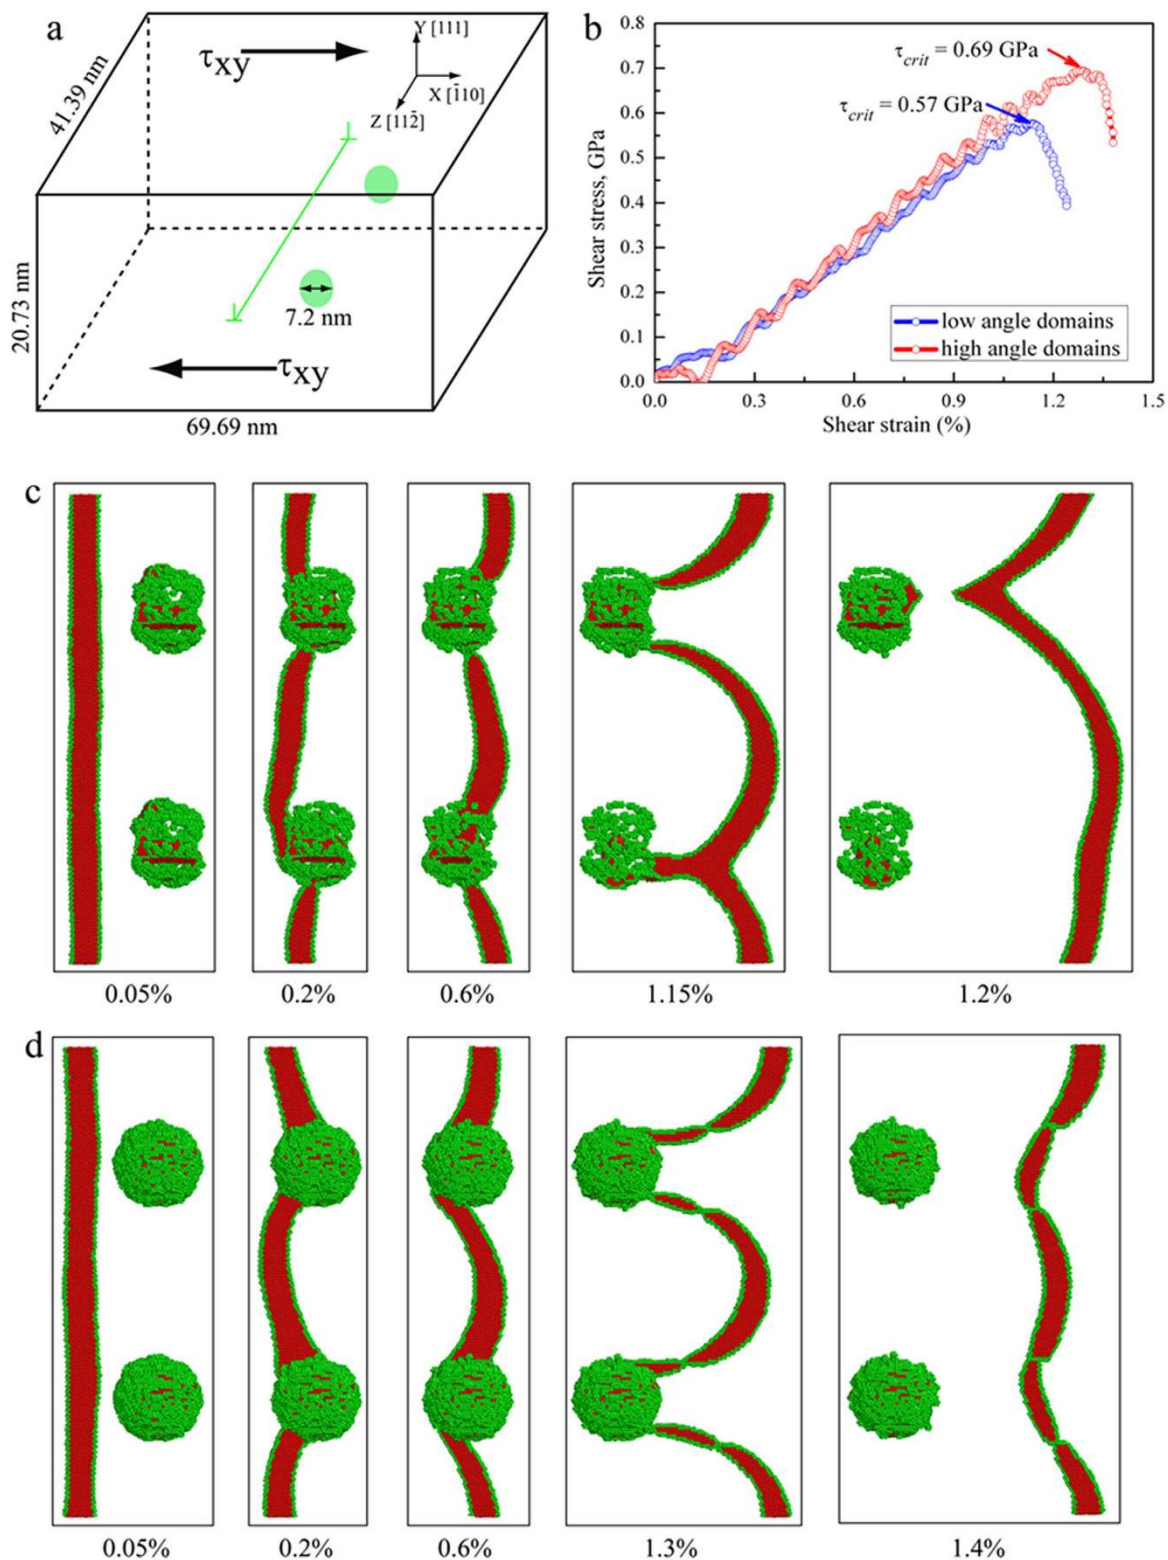 a
41.39 nm
τxy
Y [111]
X [1̄10]
Z [112̄]
20.73 nm
7.2 nm
τxy
69.69 nm
b
Shear stress, GPa
0.8
0.7
0.6
0.5
0.4
0.3
0.2
0.1
0.0
τcrit = 0.69 GPa
τcrit = 0.57 GPa
low angle domains
high angle domains
0.0 0.3 0.6 0.9 1.2 1.5
Shear strain (%)
c
0.05% 0.2% 0.6% 1.15% 1.2%
d
0.05% 0.2% 0.6% 1.3% 1.4%